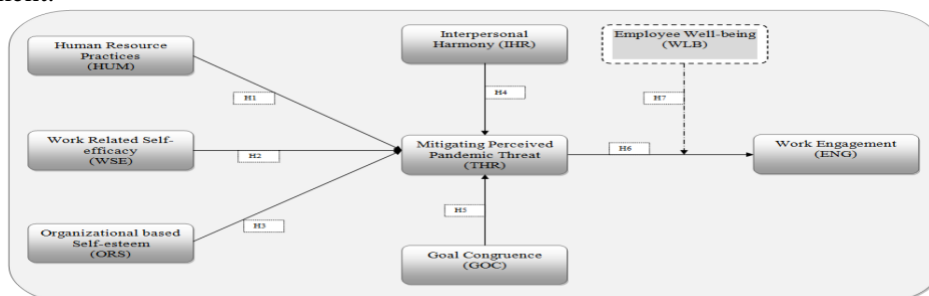 ment.
Human Resource
Practices
(HUM)
Interpersonal
Harmony (IHR)
Employee Well-being
(WLB)
H1
H4
H7
Work Related Self-
efficacy
(WSE)
H2
Mitigating Perceived
Pandemic Threat
(THR)
H6
Work Engagement
(ENG)
H3
H5
Organizational based
Self-esteem
(ORS)
Goal Congruence
(GOC)